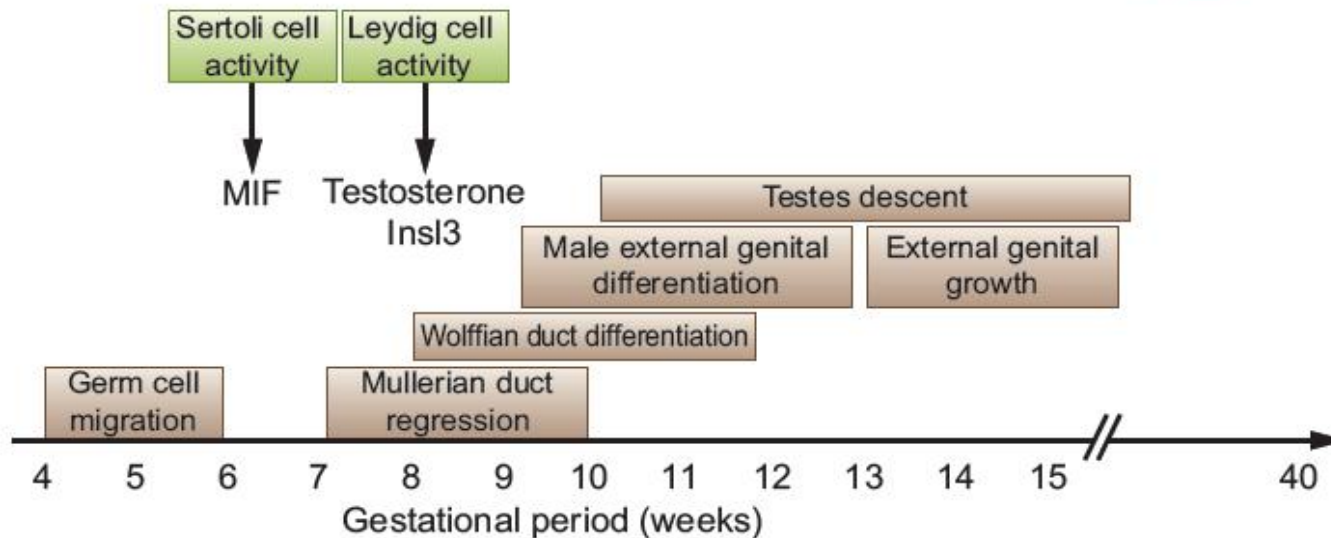 Sertoli cell
activity
Leydig cell
activity
MIF
Testosterone
Insl3
Testes descent
Male external genital
differentiation
External genital
growth
Wolffian duct differentiation
Germ cell
migration
Mullerian duct
regression
4 5 6 7 8 9 10 11 12 13 14 15 40
Gestational period (weeks)